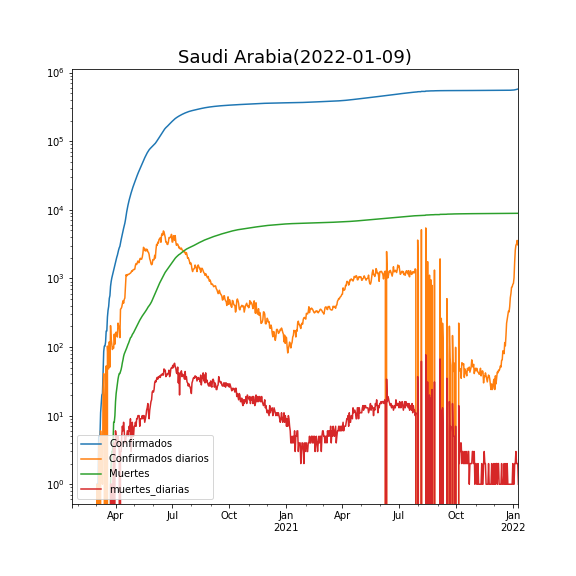 Saudi Arabia(2022-01-09)
10^6
10^5
10^4
10^3
10^2
10^1
10^0
Confirmados
Confirmados diarios
Muertes
muertes_diarias
Apr Jul Oct Jan Apr Jul Oct Jan
2021 2022